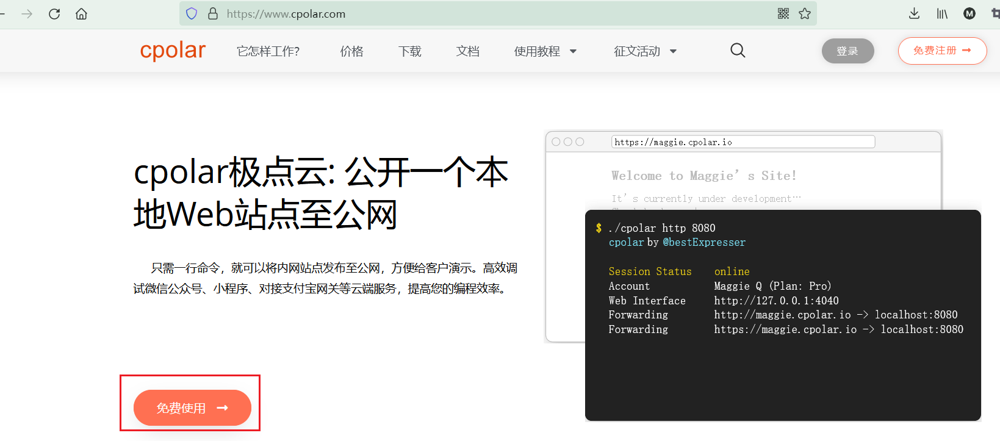 https://www.cpolar.com
M
cpolar 它怎样工作? 价格 下载 文档 使用教程 征文活动 登录 免费注册 →
cpolar极点云: 公开一个本
地Web站点至公网
只需一行命令，就可以将内网站点发布至公网，方便给客户演示。高效调
试微信公众号、小程序、对接支付宝网关等云端服务，提高您的编程效率。
免费使用 →
https://maggie.cpolar.io
Welcome to Maggie’s Site!
It’s currently under development…
$ ./cpolar http 8080
cpolar by @bestExpresser
Session Status online
Account Maggie Q (Plan: Pro)
Web Interface http://127.0.0.1:4040
Forwarding http://maggie.cpolar.io -> localhost:8080
Forwarding https://maggie.cpolar.io -> localhost:8080